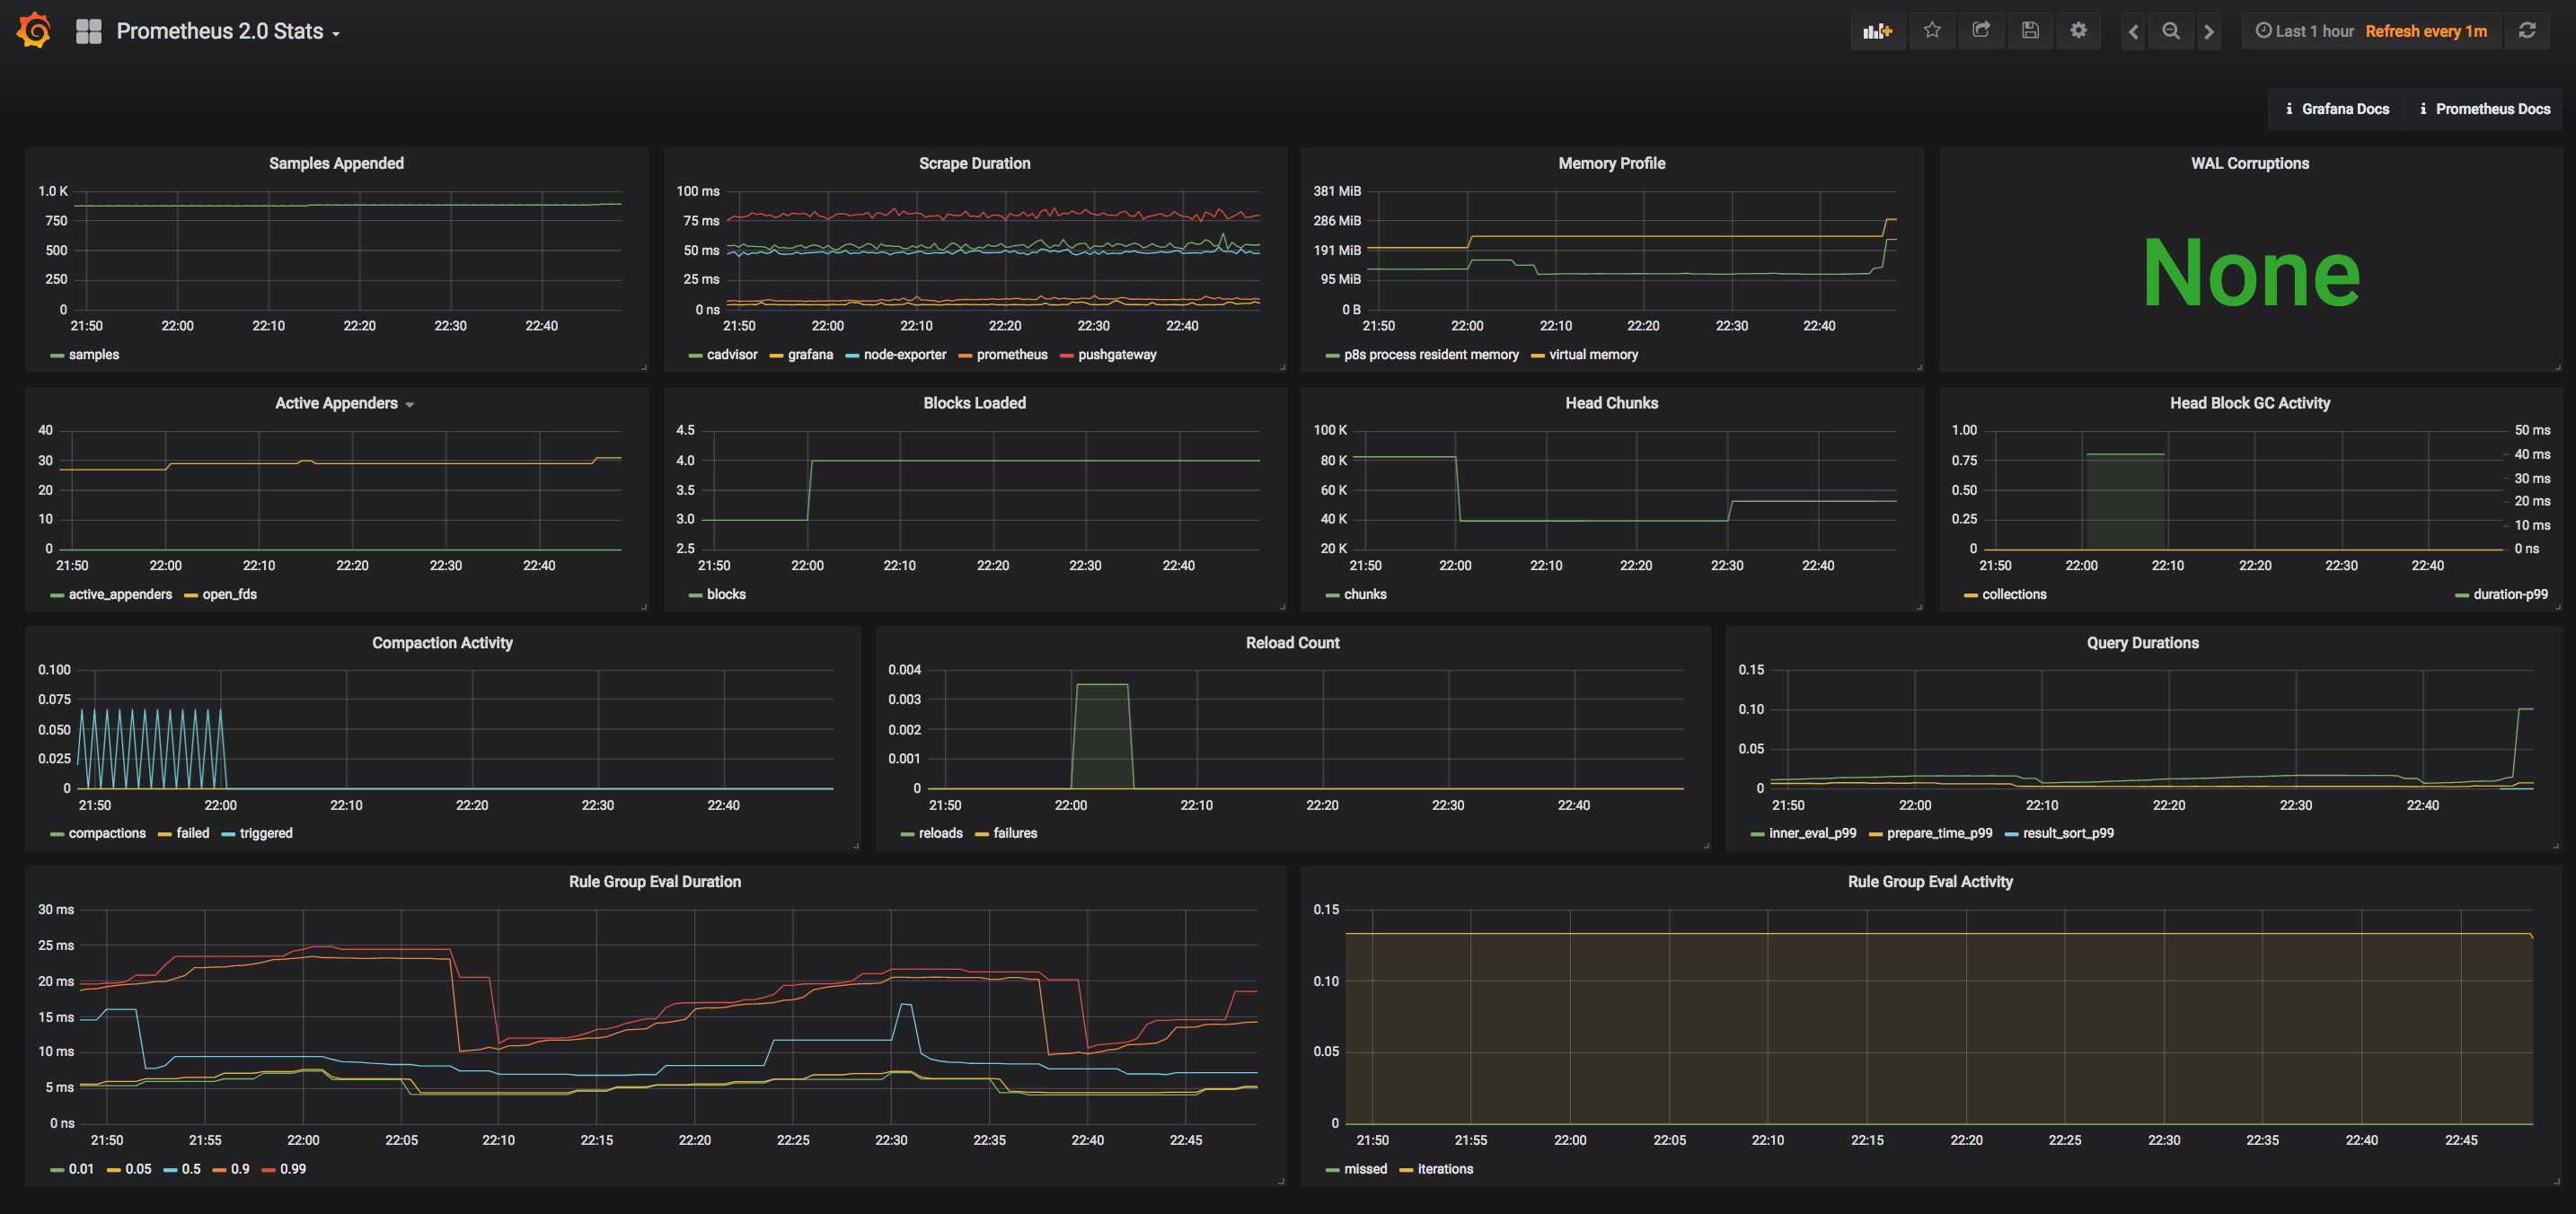 Prometheus 2.0 Stats
Last 1 hour Refresh every 1m
i Grafana Docs i Prometheus Docs
Samples Appended
1.0 K
750
500
250
0
21:50 22:00 22:10 22:20 22:30 22:40
samples
Scrape Duration
100 ms
75 ms
50 ms
25 ms
0 ns
21:50 22:00 22:10 22:20 22:30 22:40
cadvisor grafana node-exporter prometheus pushgateway
Memory Profile
381 MiB
286 MiB
191 MiB
95 MiB
0 B
21:50 22:00 22:10 22:20 22:30 22:40
p8s process resident memory virtual memory
WAL Corruptions
None
Active Appenders
40
30
20
10
0
21:50 22:00 22:10 22:20 22:30 22:40
active_appenders open_fds
Blocks Loaded
4.5
4.0
3.5
3.0
2.5
21:50 22:00 22:10 22:20 22:30 22:40
blocks
Head Chunks
100 K
80 K
60 K
40 K
20 K
21:50 22:00 22:10 22:20 22:30 22:40
chunks
Head Block GC Activity
1.00
0.75
0.50
0.25
0
50 ms
40 ms
30 ms
20 ms
10 ms
0 ns
21:50 22:00 22:10 22:20 22:30 22:40
collections duration-p99
Compaction Activity
0.100
0.075
0.050
0.025
0
21:50 22:00 22:10 22:20 22:30 22:40
compactions failed triggered
Reload Count
0.004
0.003
0.002
0.001
0
21:50 22:00 22:10 22:20 22:30 22:40
reloads failures
Query Durations
0.15
0.10
0.05
0
21:50 22:00 22:10 22:20 22:30 22:40
inner_eval_p99 prepare_time_p99 result_sort_p99
Rule Group Eval Duration
30 ms
25 ms
20 ms
15 ms
10 ms
5 ms
0 ns
21:50 21:55 22:00 22:05 22:10 22:15 22:20 22:25 22:30 22:35 22:40 22:45
0.01 0.05 0.5 0.9 0.99
Rule Group Eval Activity
0.15
0.10
0.05
0
21:50 21:55 22:00 22:05 22:10 22:15 22:20 22:25 22:30 22:35 22:40 22:45
missed iterations